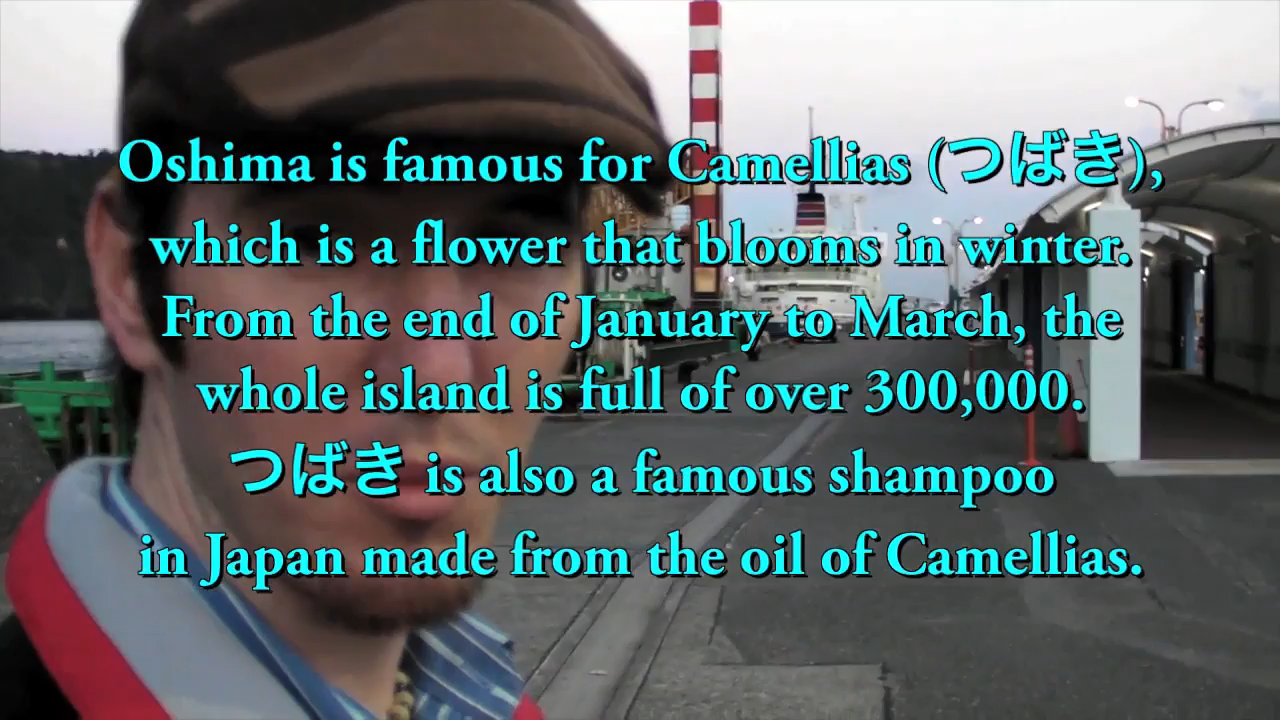 Oshima is famous for Camellias (つばき),
which is a flower that blooms in winter.
From the end of January to March, the
whole island is full of over 300,000.
つばき is also a famous shampoo
in Japan made from the oil of Camellias.